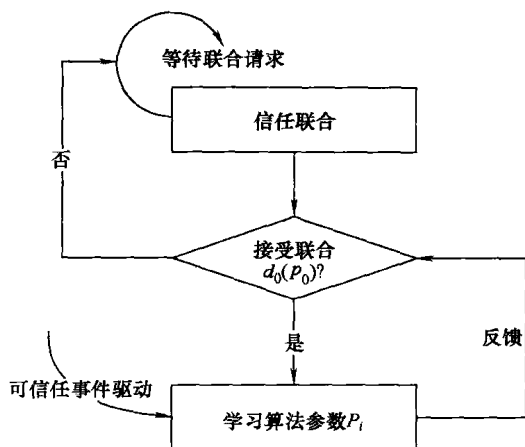 等待联合请求
信任联合
否
接受联合
d₀(p₀)?
是
反馈
可信任事件驱动
学习算法参数Pᵢ